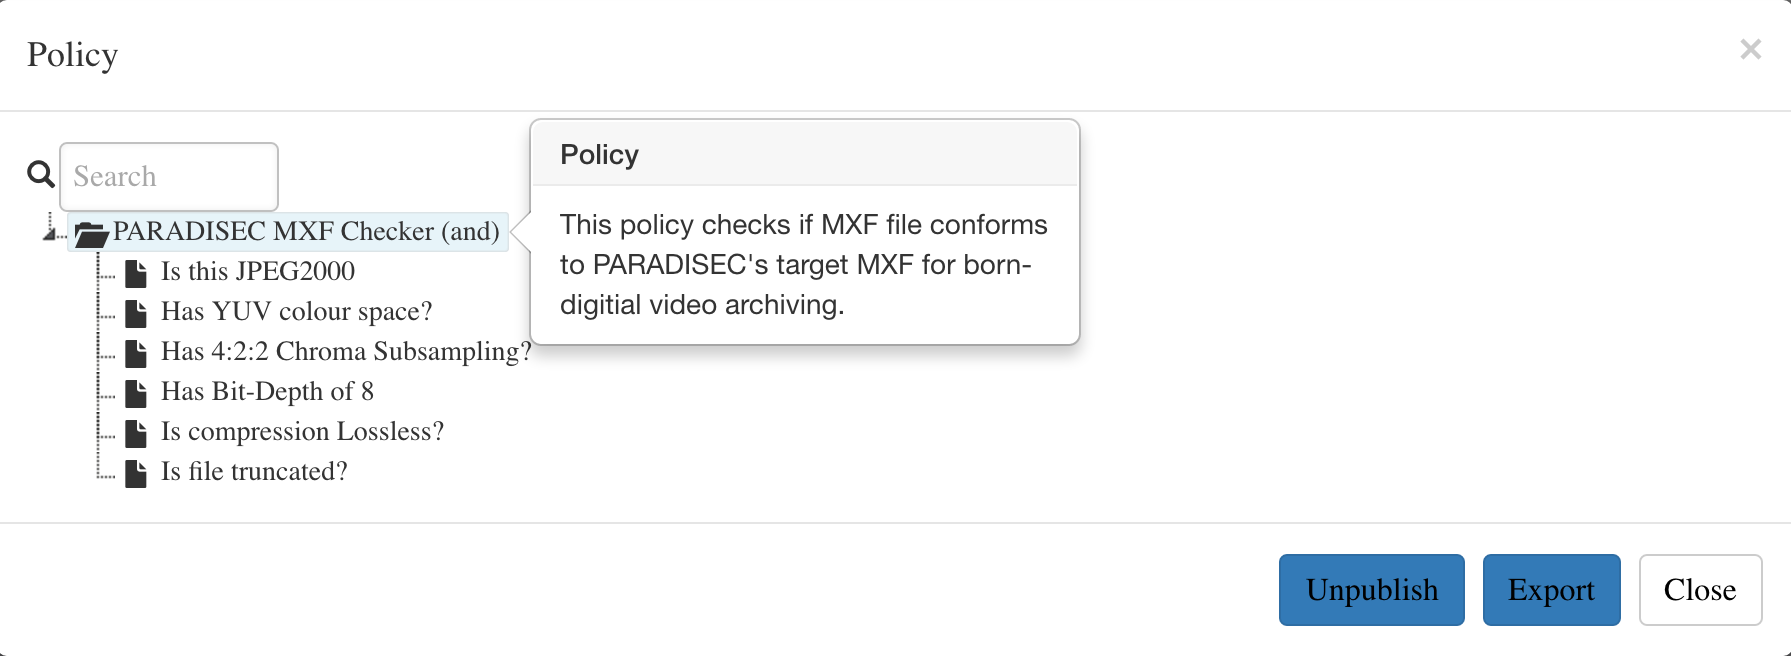 Policy
×
Search
PARADISEC MXF Checker (and)
Is this JPEG2000
Has YUV colour space?
Has 4:2:2 Chroma Subsampling?
Has Bit-Depth of 8
Is compression Lossless?
Is file truncated?
Policy
This policy checks if MXF file conforms
to PARADISEC's target MXF for born-
digitial video archiving.
Unpublish
Export
Close